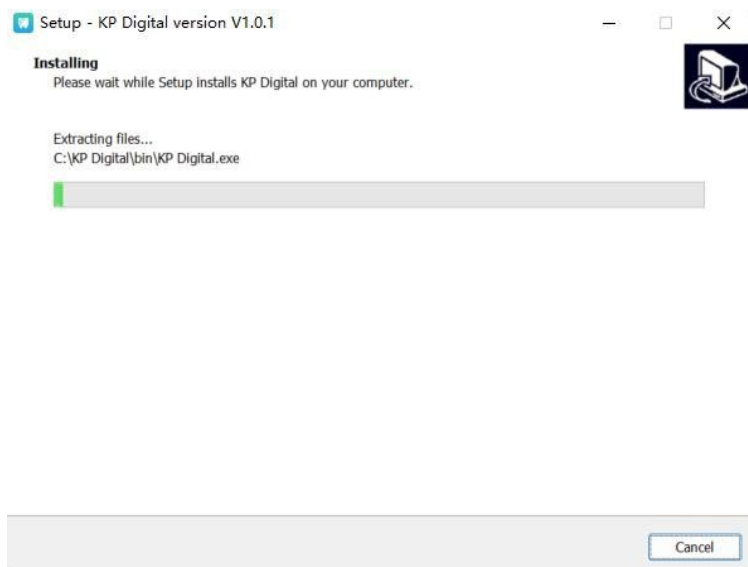 Setup - KP Digital version V1.0.1
Installing
Please wait while Setup installs KP Digital on your computer.
Extracting files...
C:\KP Digital\bin\KP Digital.exe
Cancel